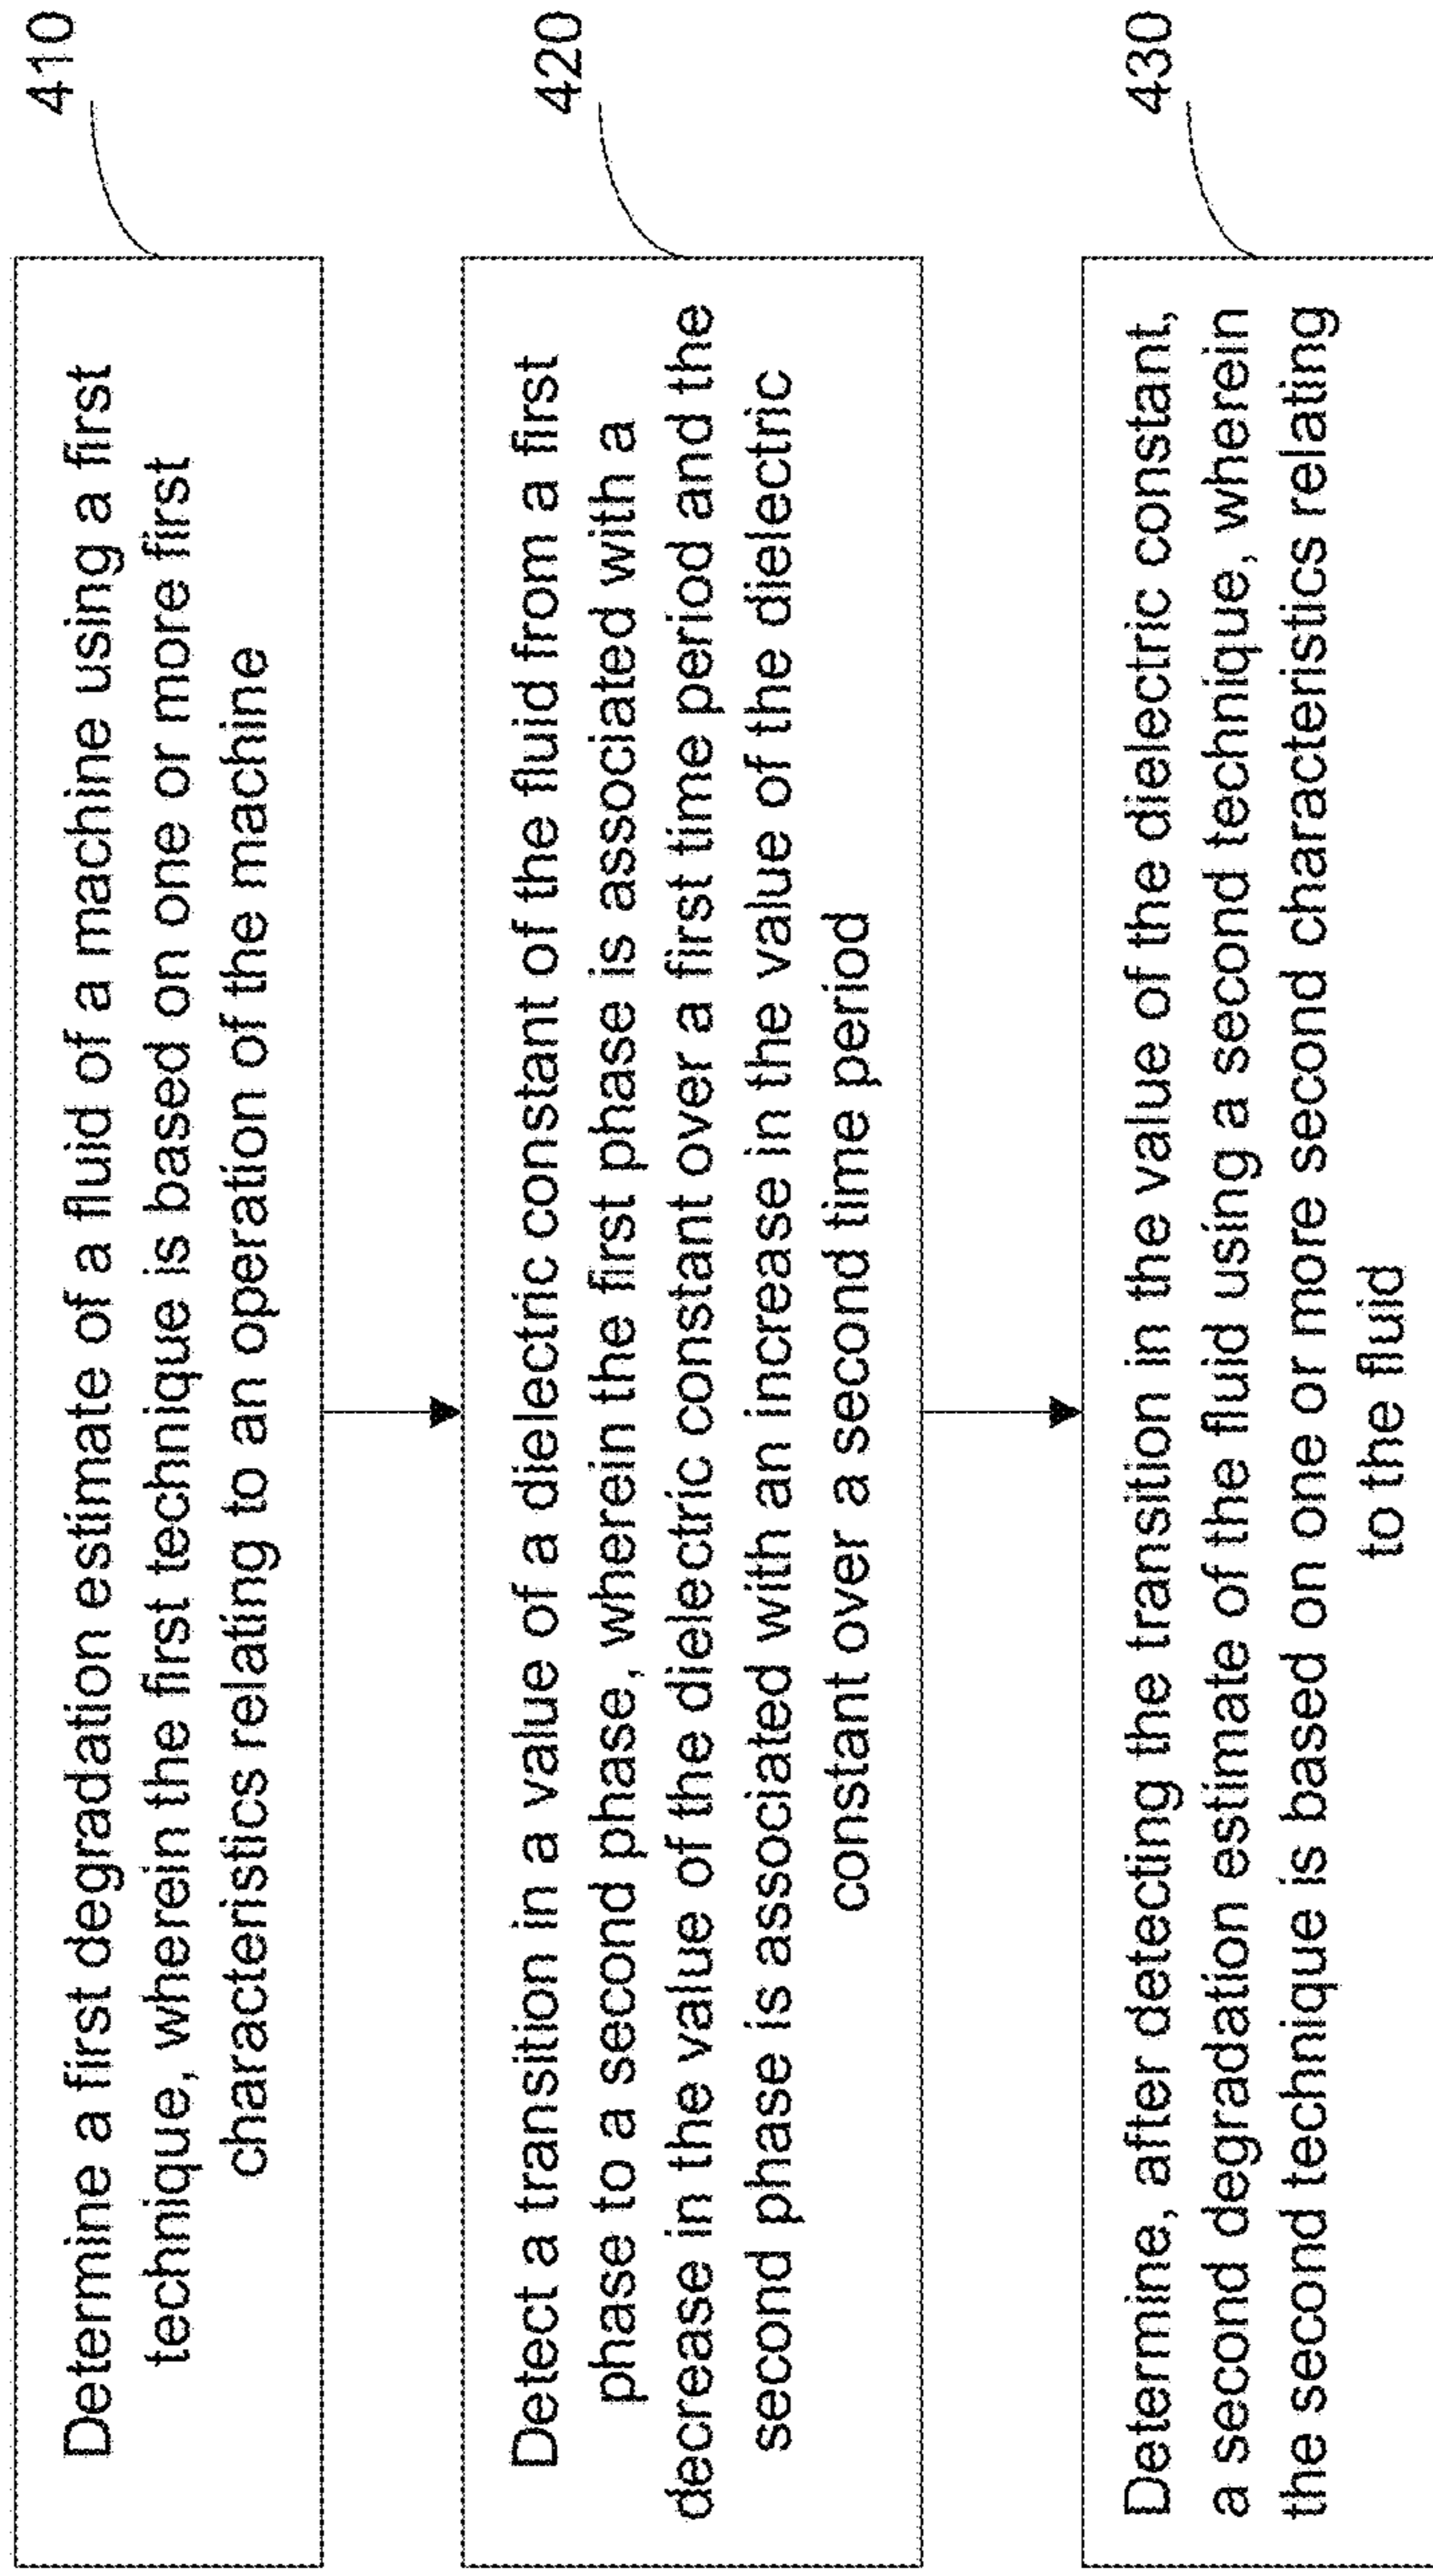 410
Determine a first degradation estimate of a fluid of a machine using a first
technique, wherein the first technique is based on one or more first
characteristics relating to an operation of the machine
420
Detect a transition in a value of a dielectric constant of the fluid from a first
phase to a second phase, wherein the first phase is associated with a
decrease in the value of the dielectric constant over a first time period and the
second phase is associated with an increase in the value of the dielectric
constant over a second time period
430
Determine, after detecting the transition in the value of the dielectric constant,
a second degradation estimate of the fluid using a second technique, wherein
the second technique is based on one or more second characteristics relating
to the fluid